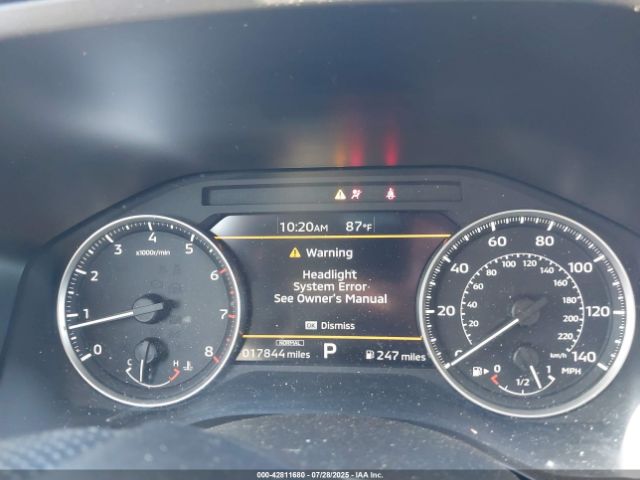 10:20AM 87°F
Warning
Headlight
System Error
See Owner's Manual
OK Dismiss
NORMAL
017844 miles P 247 miles
x1000r/min
0 1 2 3 4 5 6 7 8
C H
0 20 40 60 80 100 120 140
MPH
20 40 60 80 100 120 140 160 180 200 220
km/h
0 1/2 1
000-42811680 07/28/2025 IAA Inc.